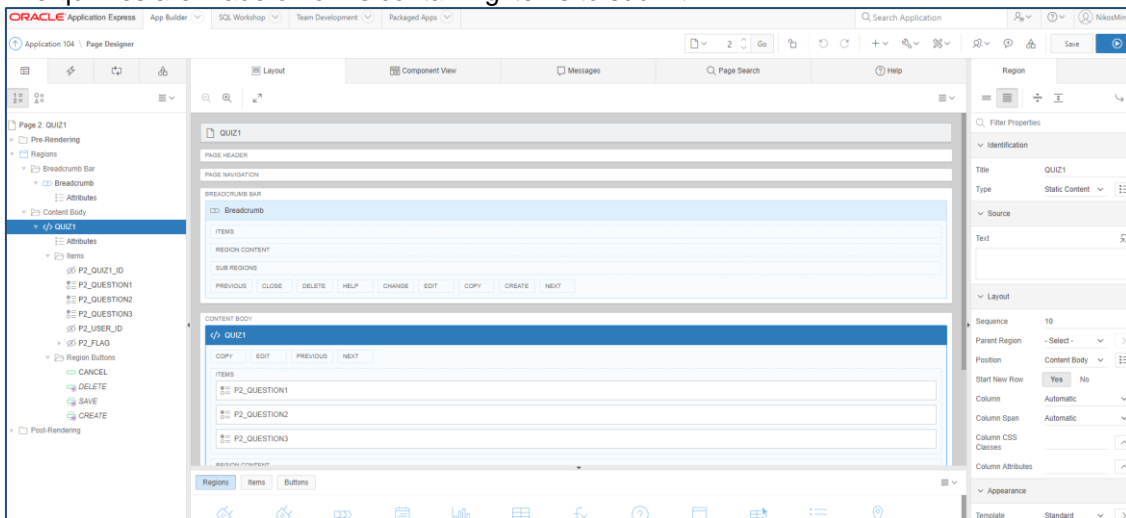 ORACLE Application Express App Builder SQL Workshop Team Development Packaged Apps Search Application
Application 104 \ Page Designer 2 Go Save
Layout Component View Messages Page Search Help Region
Page 2: QUIZ1
Pre-Rendering
Regions
Breadcrumb Bar
Breadcrumb
Attributes
Content Body
</> QUIZ1
Attributes
Items
P2_QUIZ1_ID
P2_QUESTION1
P2_QUESTION2
P2_QUESTION3
P2_USER_ID
P2_FLAG
Region Buttons
CANCEL
DELETE
SAVE
CREATE
Post-Rendering
QUIZ1
PAGE HEADER
PAGE NAVIGATION
BREADCRUMB BAR
Breadcrumb
ITEMS
REGION CONTENT
SUB REGIONS
PREVIOUS CLOSE DELETE HELP CHANGE EDIT COPY CREATE NEXT
CONTENT BODY
</> QUIZ1
COPY EDIT PREVIOUS NEXT
ITEMS
P2_QUESTION1
P2_QUESTION2
P2_QUESTION3
REGION CONTENT
Regions Items Buttons
Filter Properties
Identification
Title QUIZ1
Type Static Content
Source
Text
Layout
Sequence 10
Parent Region - Select -
Position Content Body
Start New Row Yes No
Column Automatic
Column Span Automatic
Column CSS
Classes
Column Attributes
Appearance
Template Standard